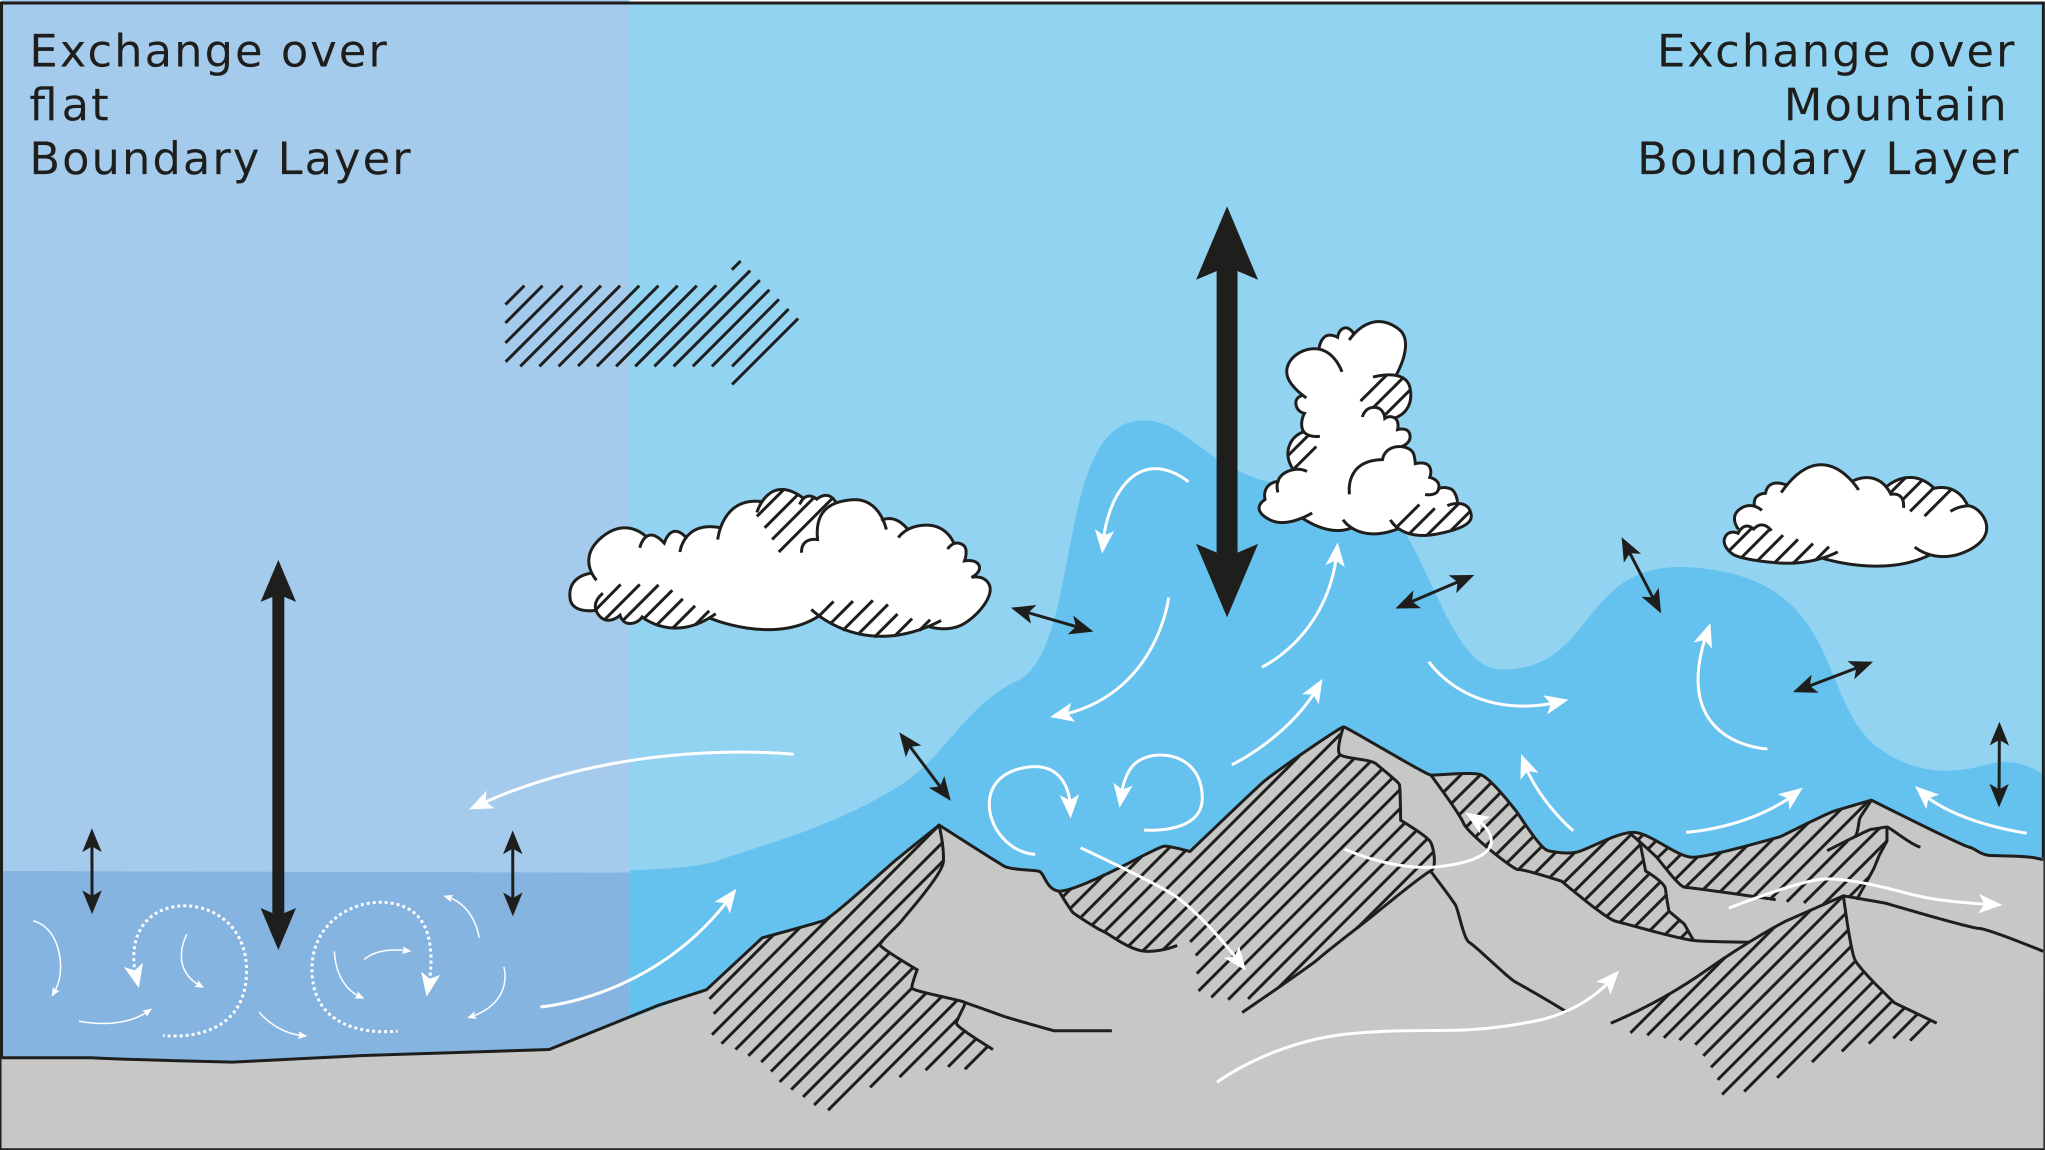 Exchange over
flat
Boundary Layer
Exchange over
Mountain
Boundary Layer